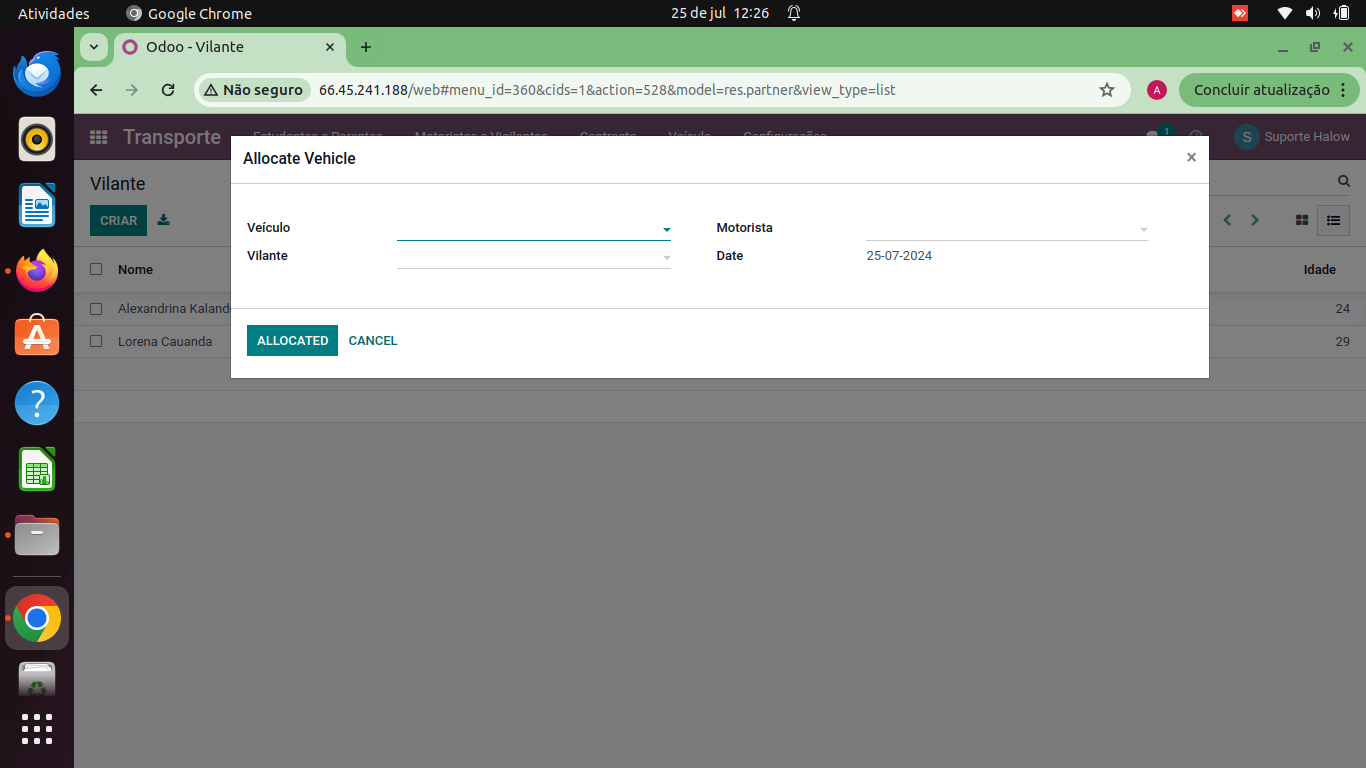 Atividades
Google Chrome
25 de jul 12:26
Odoo - Vilante
Não seguro
66.45.241.188/web#menu_id=360&cids=1&action=528&model=res.partner&view_type=list
A
Concluir atualização
Transporte
Estudantes e Parentes
Motoristas e Vigilantes
Contracto
Veículo
Configurações
1
S
Suporte Halow
Allocate Vehicle
×
Vilante
CRIAR
Veículo
Motorista
Vilante
Date
25-07-2024
Nome
Idade
Alexandrina Kaland
24
ALLOCATED
CANCEL
Lorena Cauanda
29